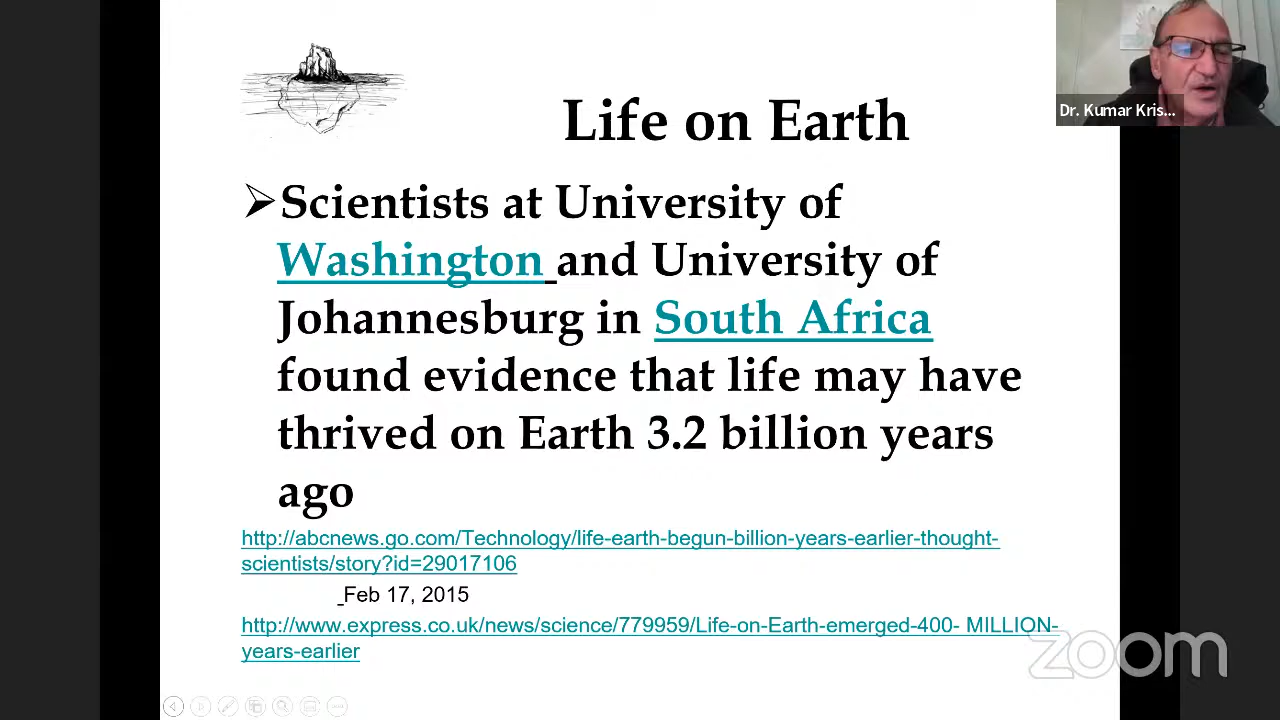 Life on Earth
Dr. Kumar Kris...
➢Scientists at University of
Washington and University of
Johannesburg in South Africa
found evidence that life may have
thrived on Earth 3.2 billion years
ago
http://abcnews.go.com/Technology/life-earth-begun-billion-years-earlier-thought-
scientists/story?id=29017106
Feb 17, 2015
http://www.express.co.uk/news/science/779959/Life-on-Earth-emerged-400- MILLION-
years-earlier
zoom